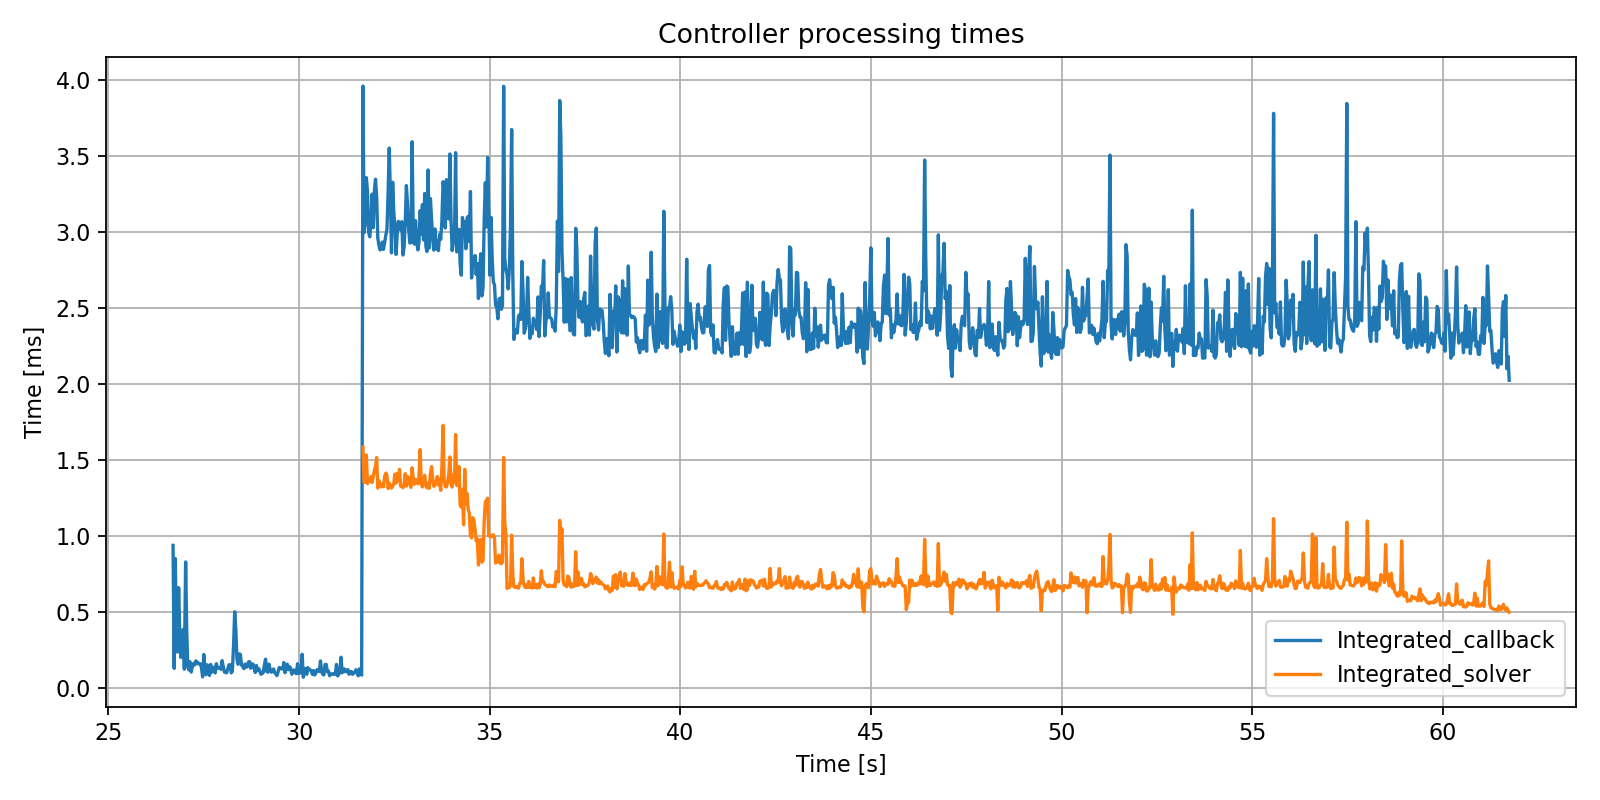 Controller processing times
Time [ms]
4.0
3.5
3.0
2.5
2.0
1.5
1.0
0.5
0.0
Integrated_callback
Integrated_solver
25 30 35 40 45 50 55 60
Time [s]